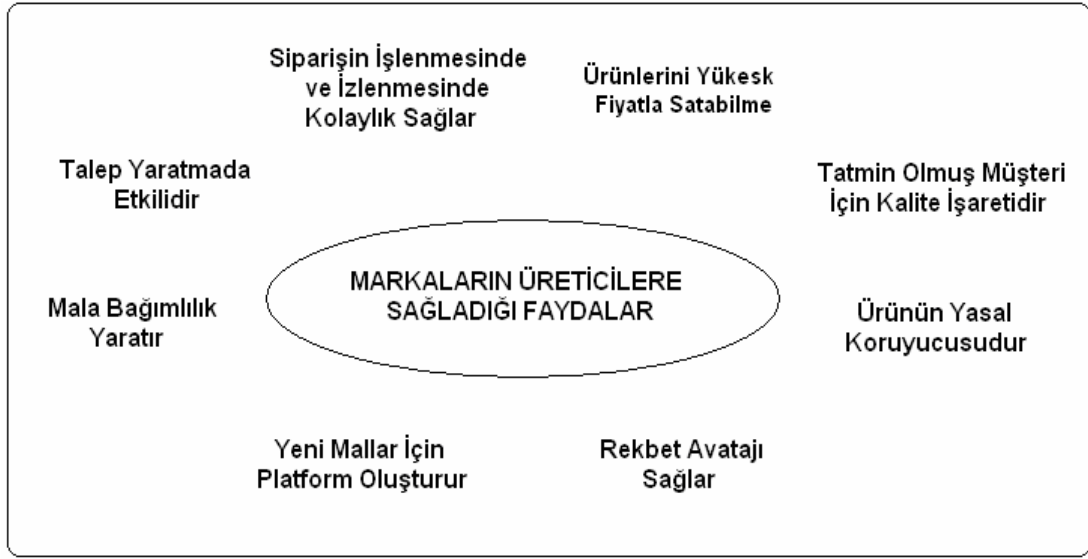 Siparişin İşlenmesinde
ve İzlenmesinde
Kolaylık Sağlar
Ürünlerini Yükesk
Fiyatla Satabilme
Talep Yaratmada
Etkilidir
Tatmin Olmuş Müşteri
İçin Kalite İşaretidir
MARKALARIN ÜRETİCİLERE
SAĞLADIĞI FAYDALAR
Mala Bağımlılık
Yaratır
Ürünün Yasal
Koruyucusudur
Yeni Mallar İçin
Platform Oluşturur
Rekbet Avatajı
Sağlar